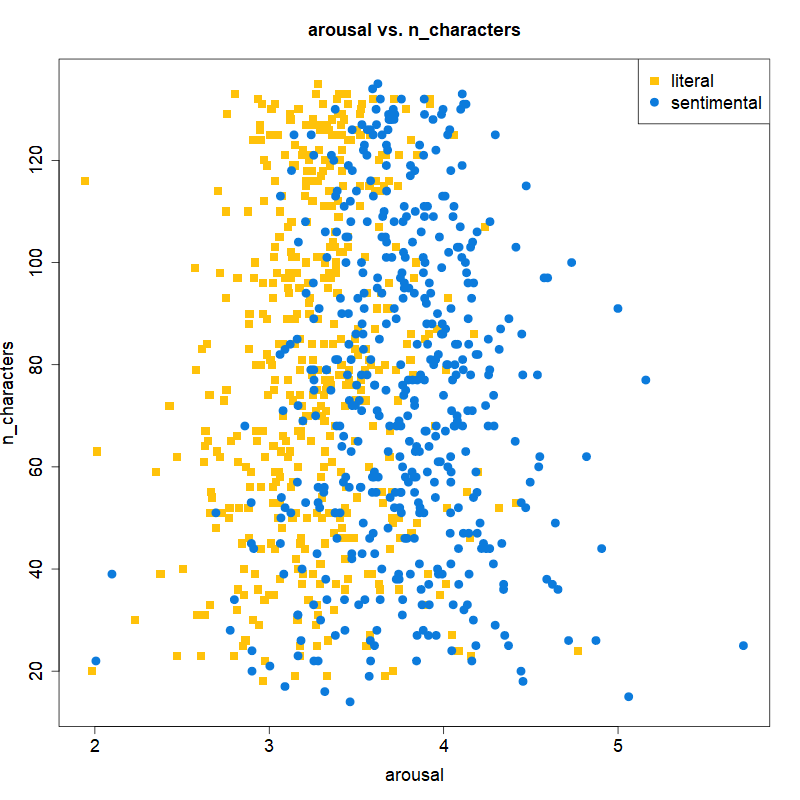 arousal vs. n_characters
literal
sentimental
120
100
80
60
40
20
n_characters
2 3 4 5
arousal